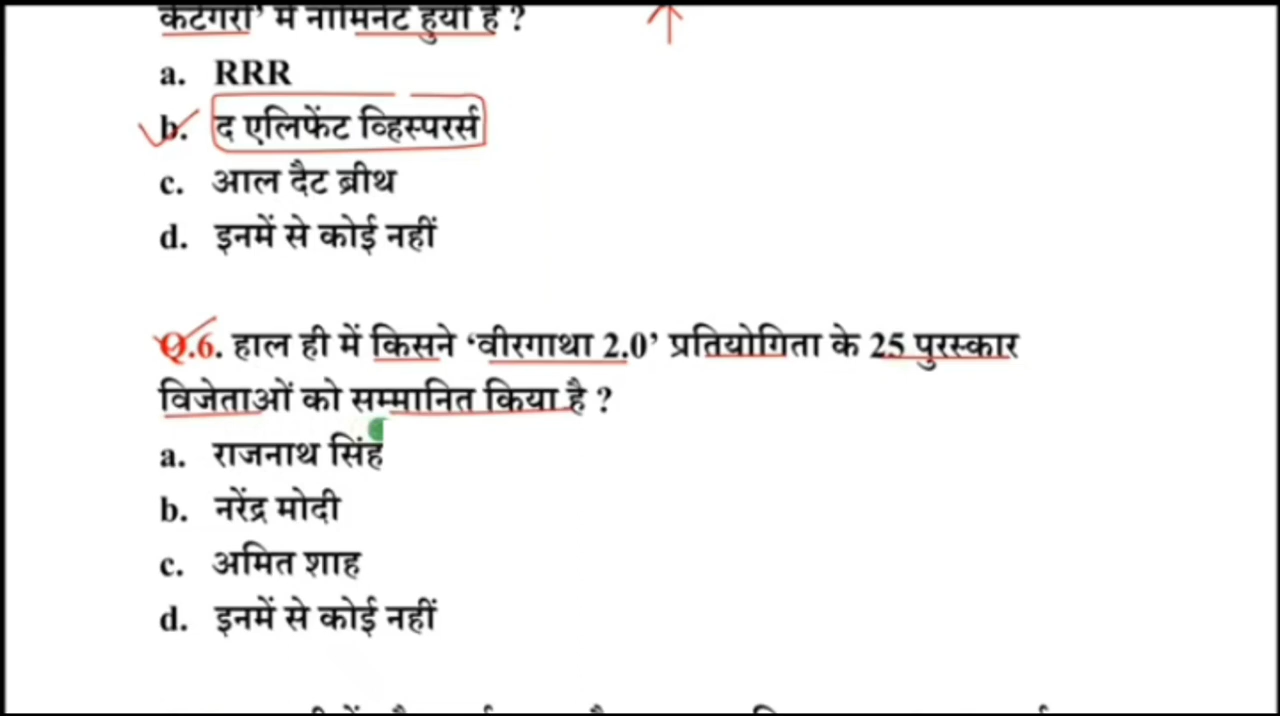 केटेगरी’ में नामिनेट हुयी है ?
a. RRR
b. द एलिफेंट व्हिस्परर्स
c. आल दैट ब्रीथ
d. इनमें से कोई नहीं
Q.6. हाल ही में किसने ‘वीरगाथा 2.0’ प्रतियोगिता के 25 पुरस्कार
विजेताओं को सम्मानित किया है ?
a. राजनाथ सिंह
b. नरेंद्र मोदी
c. अमित शाह
d. इनमें से कोई नहीं